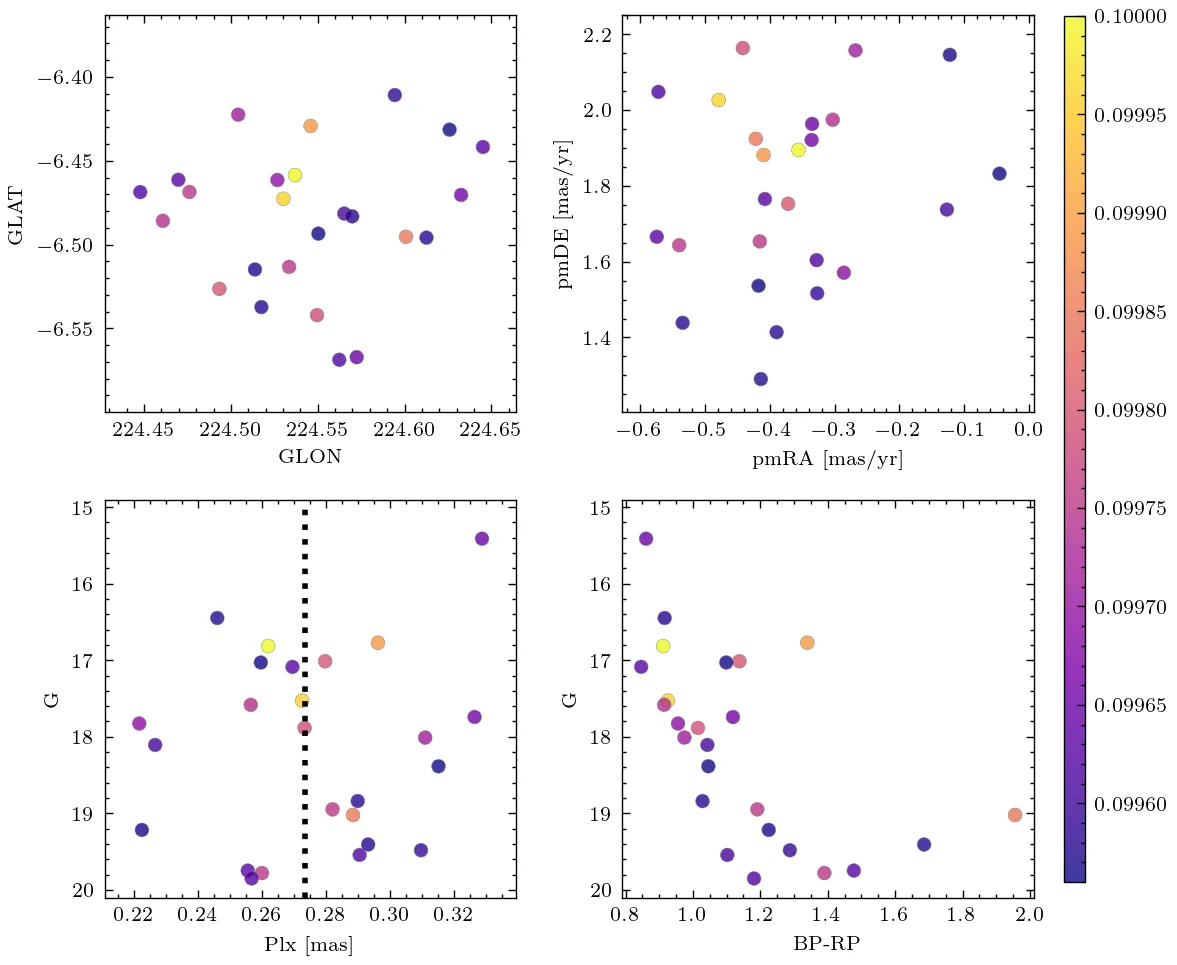 −6.40
−6.45
−6.50
−6.55
GLAT
224.45 224.50 224.55 224.60 224.65
GLON
2.2
2.0
1.8
1.6
1.4
pmDE [mas/yr]
−0.6 −0.5 −0.4 −0.3 −0.2 −0.1 0.0
pmRA [mas/yr]
15
16
17
18
19
20
G
0.22 0.24 0.26 0.28 0.30 0.32
Plx [mas]
15
16
17
18
19
20
G
0.8 1.0 1.2 1.4 1.6 1.8 2.0
BP-RP
0.10000
0.09995
0.09990
0.09985
0.09980
0.09975
0.09970
0.09965
0.09960